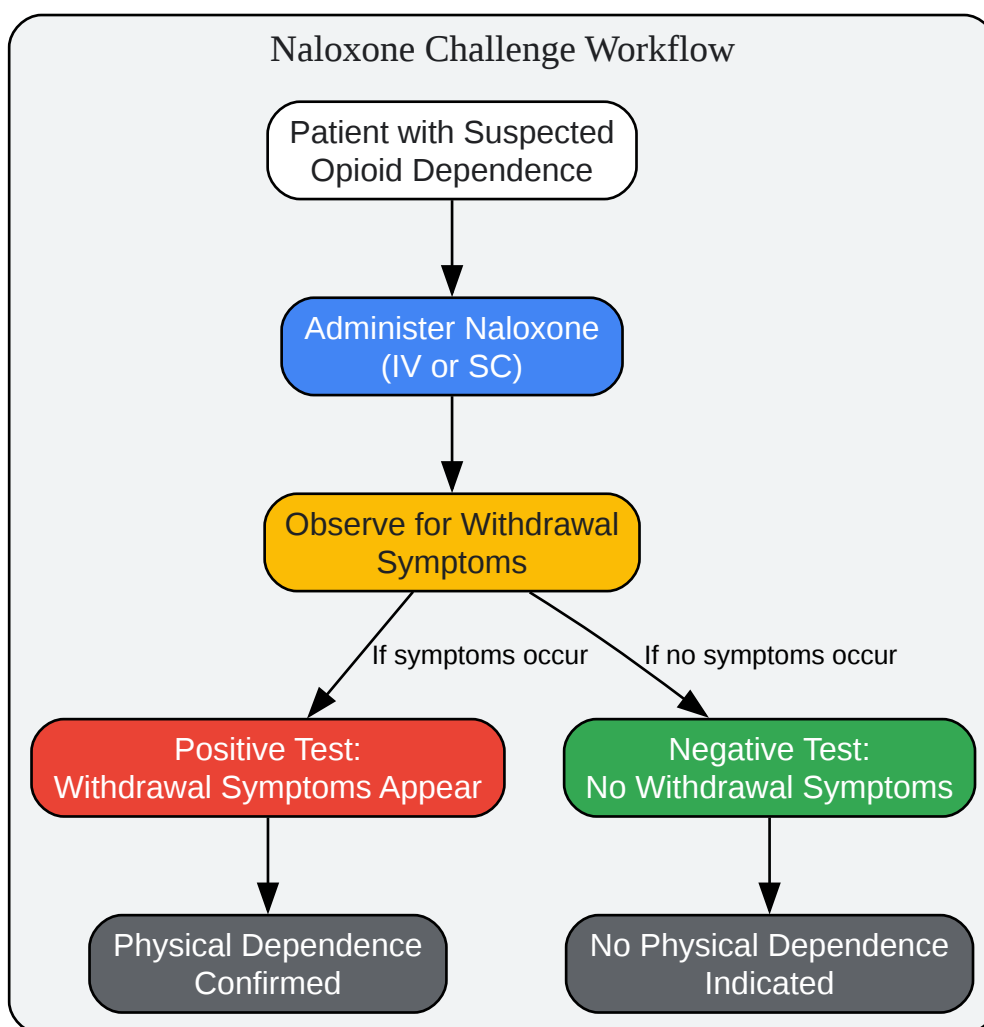 Naloxone Challenge Workflow
Patient with Suspected
Opioid Dependence
Administer Naloxone
(IV or SC)
Observe for Withdrawal
Symptoms
If symptoms occur
If no symptoms occur
Positive Test:
Withdrawal Symptoms Appear
Negative Test:
No Withdrawal Symptoms
Physical Dependence
Confirmed
No Physical Dependence
Indicated